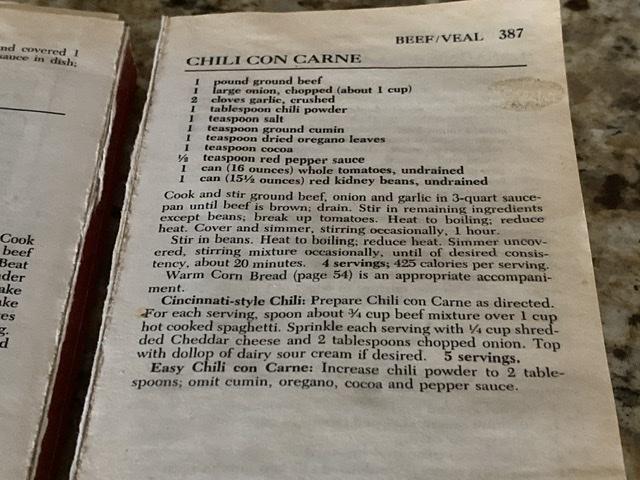 nd covered 1
auce in dish;
Cook
beef
Beat
der
ake
ake
es
g.
d
BEEF/VEAL 387
CHILI CON CARNE
1 pound ground beef
1 large onion, chopped (about 1 cup)
2 cloves garlic, crushed
1 tablespoon chili powder
1 teaspoon salt
1 teaspoon ground cumin
1 teaspoon dried oregano leaves
1 teaspoon cocoa
½ teaspoon red pepper sauce
1 can (16 ounces) whole tomatoes, undrained
1 can (15½ ounces) red kidney beans, undrained
Cook and stir ground beef, onion and garlic in 3-quart sauce-
pan until beef is brown; drain. Stir in remaining ingredients
except beans; break up tomatoes. Heat to boiling; reduce
heat. Cover and simmer, stirring occasionally, 1 hour.
Stir in beans. Heat to boiling; reduce heat. Simmer uncov-
ered, stirring mixture occasionally, until of desired consis-
tency, about 20 minutes. 4 servings; 425 calories per serving.
Warm Corn Bread (page 54) is an appropriate accompani-
ment.
Cincinnati-style Chili: Prepare Chili con Carne as directed.
For each serving, spoon about ¾ cup beef mixture over 1 cup
hot cooked spaghetti. Sprinkle each serving with ¼ cup shred-
ded Cheddar cheese and 2 tablespoons chopped onion. Top
with dollop of dairy sour cream if desired. 5 servings.
Easy Chili con Carne: Increase chili powder to 2 table-
spoons; omit cumin, oregano, cocoa and pepper sauce.